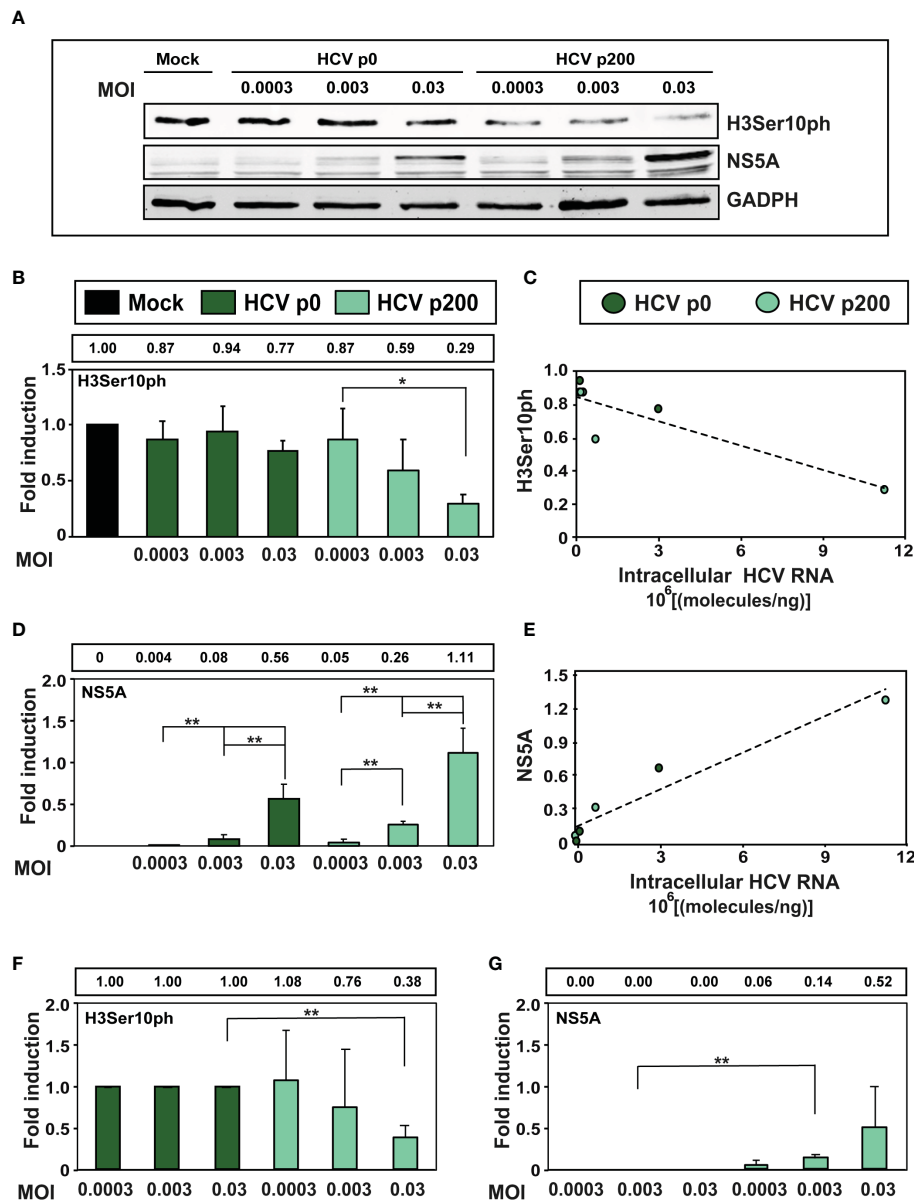 A
Mock HCV p0 HCV p200
MOI 0.0003 0.003 0.03 0.0003 0.003 0.03
H3Ser10ph
NS5A
GADPH
B
Mock HCV p0 HCV p200
1.00 0.87 0.94 0.77 0.87 0.59 0.29
H3Ser10ph
Fold induction
1.5
1.0
0.5
0
*
MOI 0.0003 0.003 0.03 0.0003 0.003 0.03
C
HCV p0 HCV p200
H3Ser10ph
1.0
0.8
0.6
0.4
0.2
0
0 3 6 9 12
Intracellular HCV RNA
10^6[(molecules/ng)]
D
0 0.004 0.08 0.56 0.05 0.26 1.11
NS5A
Fold induction
2.0
1.5
1.0
0.5
0
** ** ** ** **
MOI 0.0003 0.003 0.03 0.0003 0.003 0.03
E
NS5A
1.5
1.2
0.9
0.6
0.3
0
0 3 6 9 12
Intracellular HCV RNA
10^6[(molecules/ng)]
F
1.00 1.00 1.00 1.08 0.76 0.38
H3Ser10ph
Fold induction
2.0
1.5
1.0
0.5
0
**
MOI 0.0003 0.003 0.03 0.0003 0.003 0.03
G
0.00 0.00 0.00 0.06 0.14 0.52
NS5A
Fold induction
2.0
1.5
1.0
0.5
0
**
MOI 0.0003 0.003 0.03 0.0003 0.003 0.03